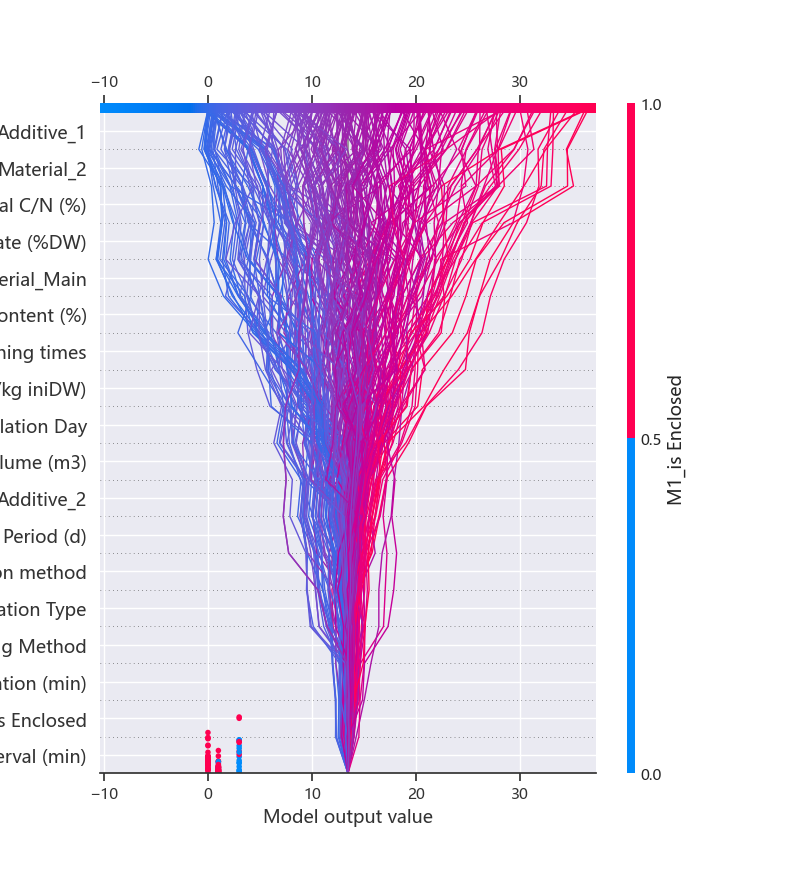 −10 0 10 20 30
1.0
Additive_1
Material_2
al C/N (%)
ate (%DW)
erial_Main
ontent (%)
ning times
/kg iniDW)
0.5
lation Day
M1_is Enclosed
lume (m3)
Additive_2
Period (d)
on method
ation Type
g Method
ation (min)
s Enclosed
erval (min)
0.0
−10 0 10 20 30
Model output value